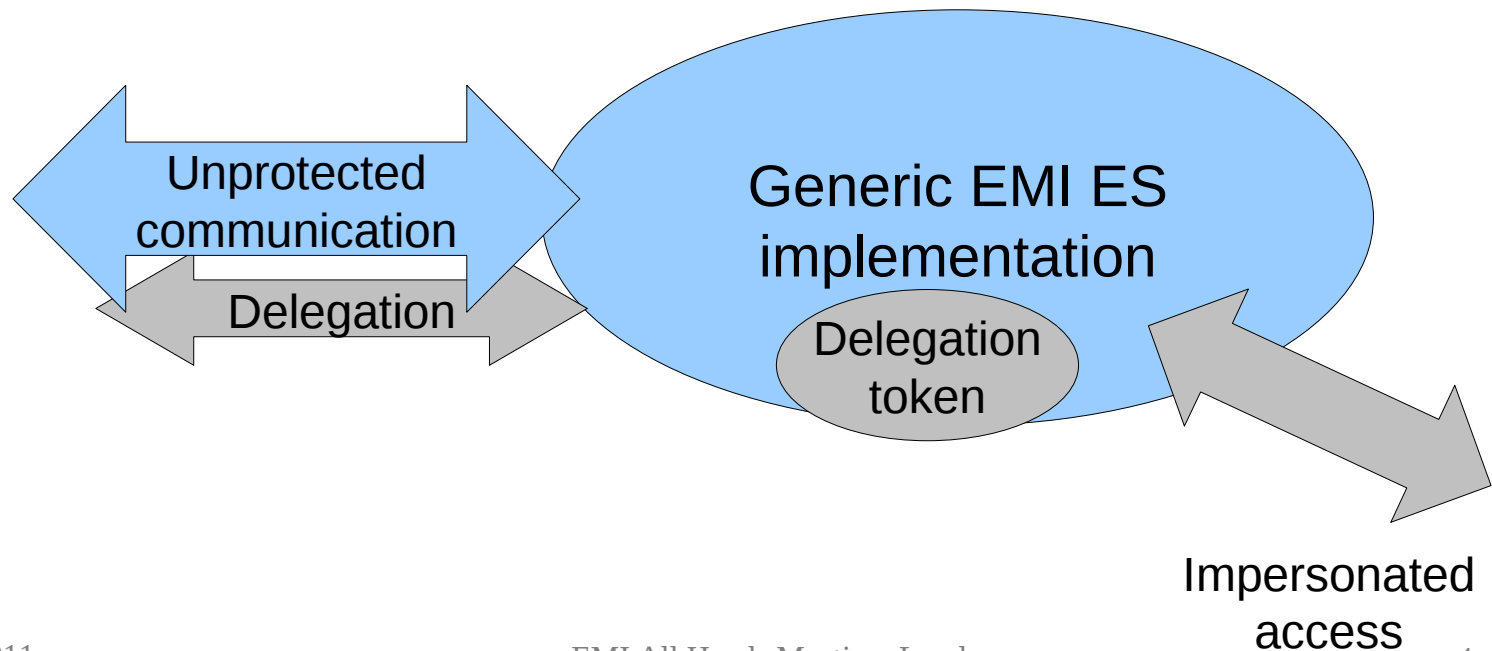 Unprotected
communication
Generic EMI ES
implementation
Delegation
Delegation
token
Impersonated
access